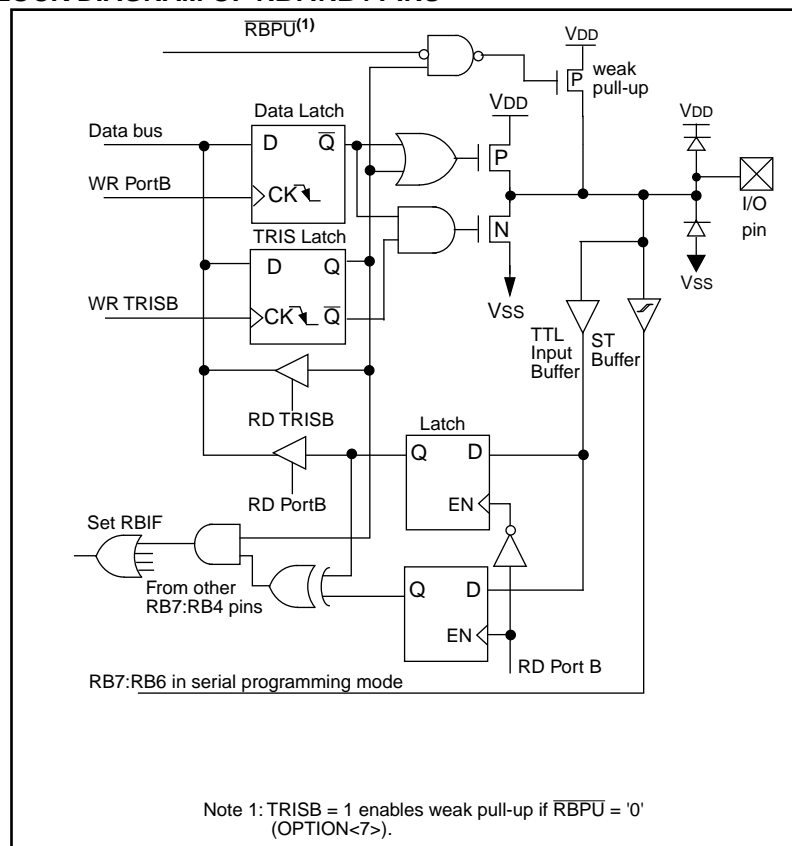 RBPU(1)
VDD
P
weak
pull-up
VDD
VDD
Data Latch
Data bus
D
Q
P
WR PortB
CK
I/O
pin
N
TRIS Latch
D
Q
VSS
VSS
WR TRISB
CK
Q
TTL
Input
Buffer
ST
Buffer
RD TRISB
Latch
Q
D
RD PortB
EN
Set RBIF
From other
RB7:RB4 pins
Q
D
EN
RD Port B
RB7:RB6 in serial programming mode
Note 1: TRISB = 1 enables weak pull-up if RBPU = '0'
(OPTION<7>).